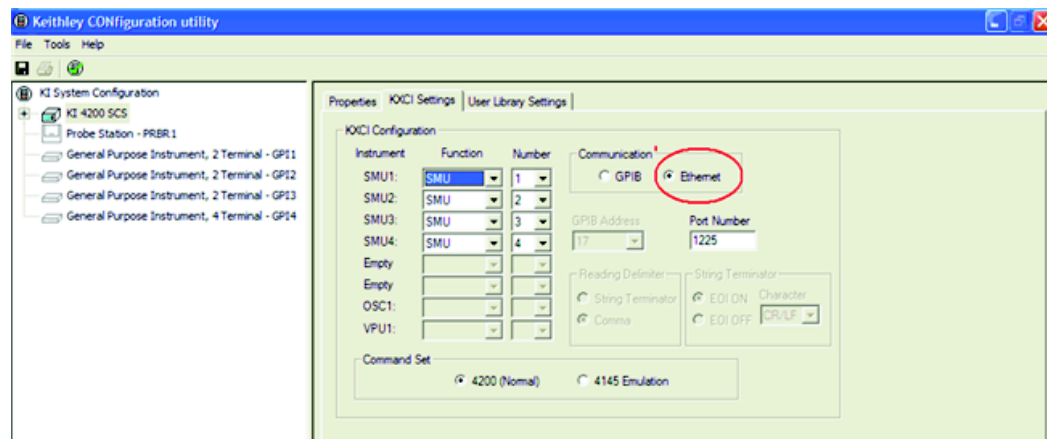 Keithley CONfiguration utility
File Tools Help
KI System Configuration
KI 4200 SCS
Probe Station - PRBR1
General Purpose Instrument, 2 Terminal - GPI1
General Purpose Instrument, 2 Terminal - GPI2
General Purpose Instrument, 2 Terminal - GPI3
General Purpose Instrument, 4 Terminal - GPI4
Properties KXCI Settings User Library Settings
KXCI Configuration
Instrument Function Number Communication
SMU1: SMU 1 GPIB Ethernet
SMU2: SMU 2
SMU3: SMU 3 GPIB Address Port Number
SMU4: SMU 4 17 1225
Empty
Reading Delimiter String Terminator
Empty
String Terminator EOI ON Character
OSC1:
Comma EOI OFF CR/LF
VPU1:
Command Set
4200 (Normal) 4145 Emulation